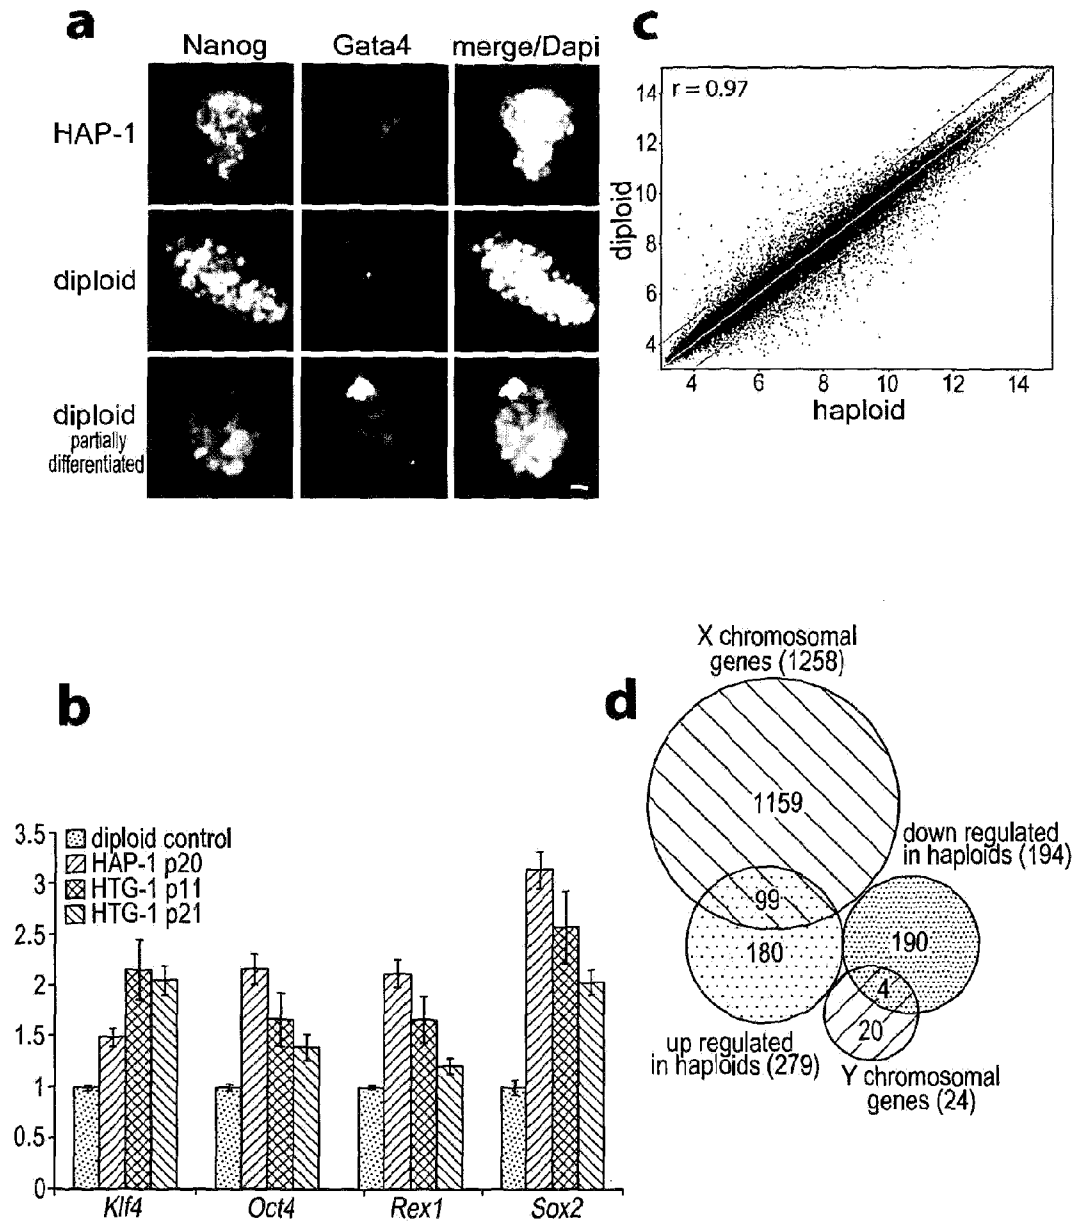 a
Nanog Gata4 merge/Dapi
HAP-1
diploid
diploid
partially
differentiated
c
r = 0.97
14
12
10
8
6
4
diploid
4 6 8 10 12 14
haploid
b
3.5
3
2.5
2
1.5
1
0.5
0
diploid control
HAP-1 p20
HTG-1 p11
HTG-1 p21
Klf4 Oct4 Rex1 Sox2
d
X chromosomal
genes (1258)
1159
down regulated
in haploids (194)
99
180
190
4
20
up regulated
in haploids (279)
Y chromosomal
genes (24)